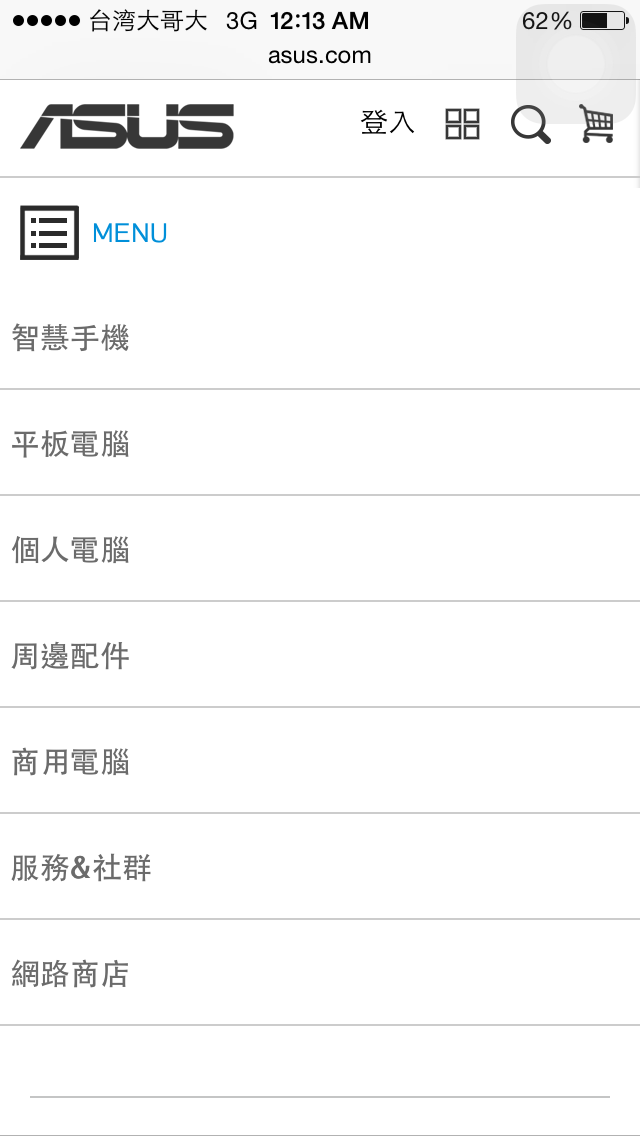 ●●●●● 台湾大哥大 3G 12:13 AM 62%
asus.com
ASUS 登入
MENU
智慧手機
平板電腦
個人電腦
周邊配件
商用電腦
服務&社群
網路商店